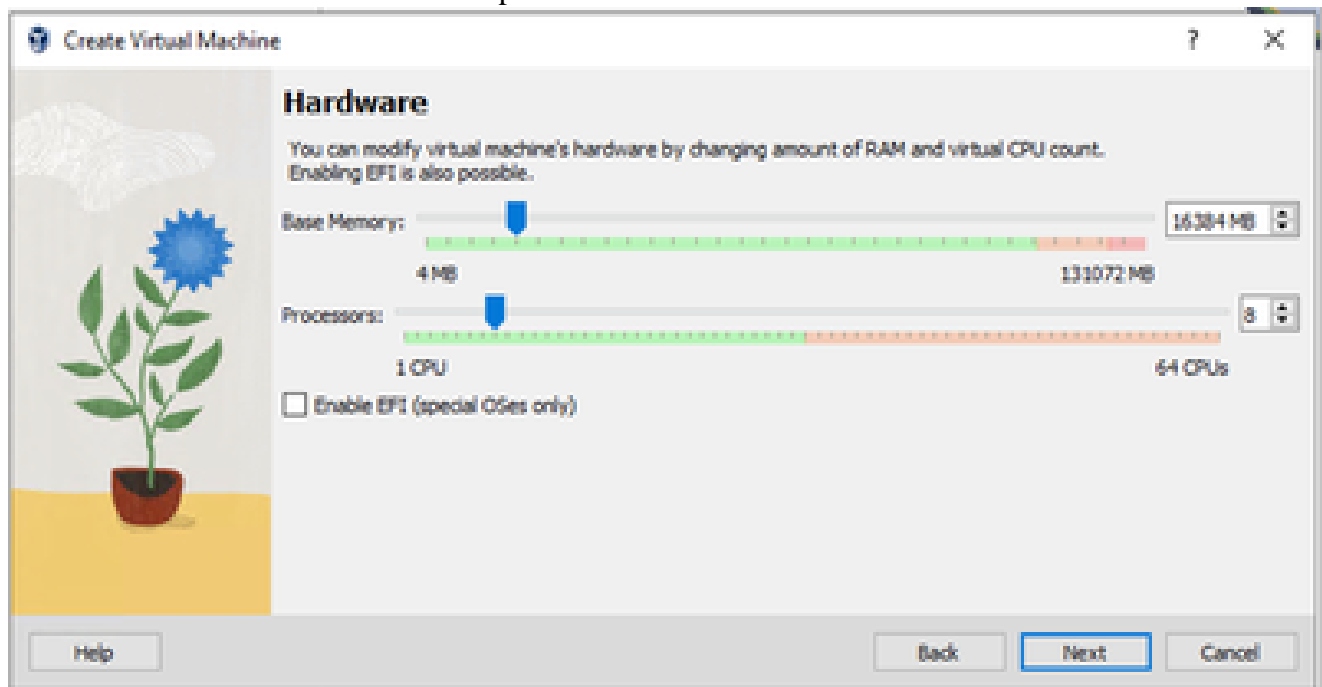 Create Virtual Machine
?
Hardware
You can modify virtual machine's hardware by changing amount of RAM and virtual CPU count.
Enabling EFI is also possible.
Base Memory:
16384 MB
4 MB
131072 MB
Processors:
8
1 CPU
64 CPUs
Enable EFI (special OSes only)
Help
Back
Next
Cancel